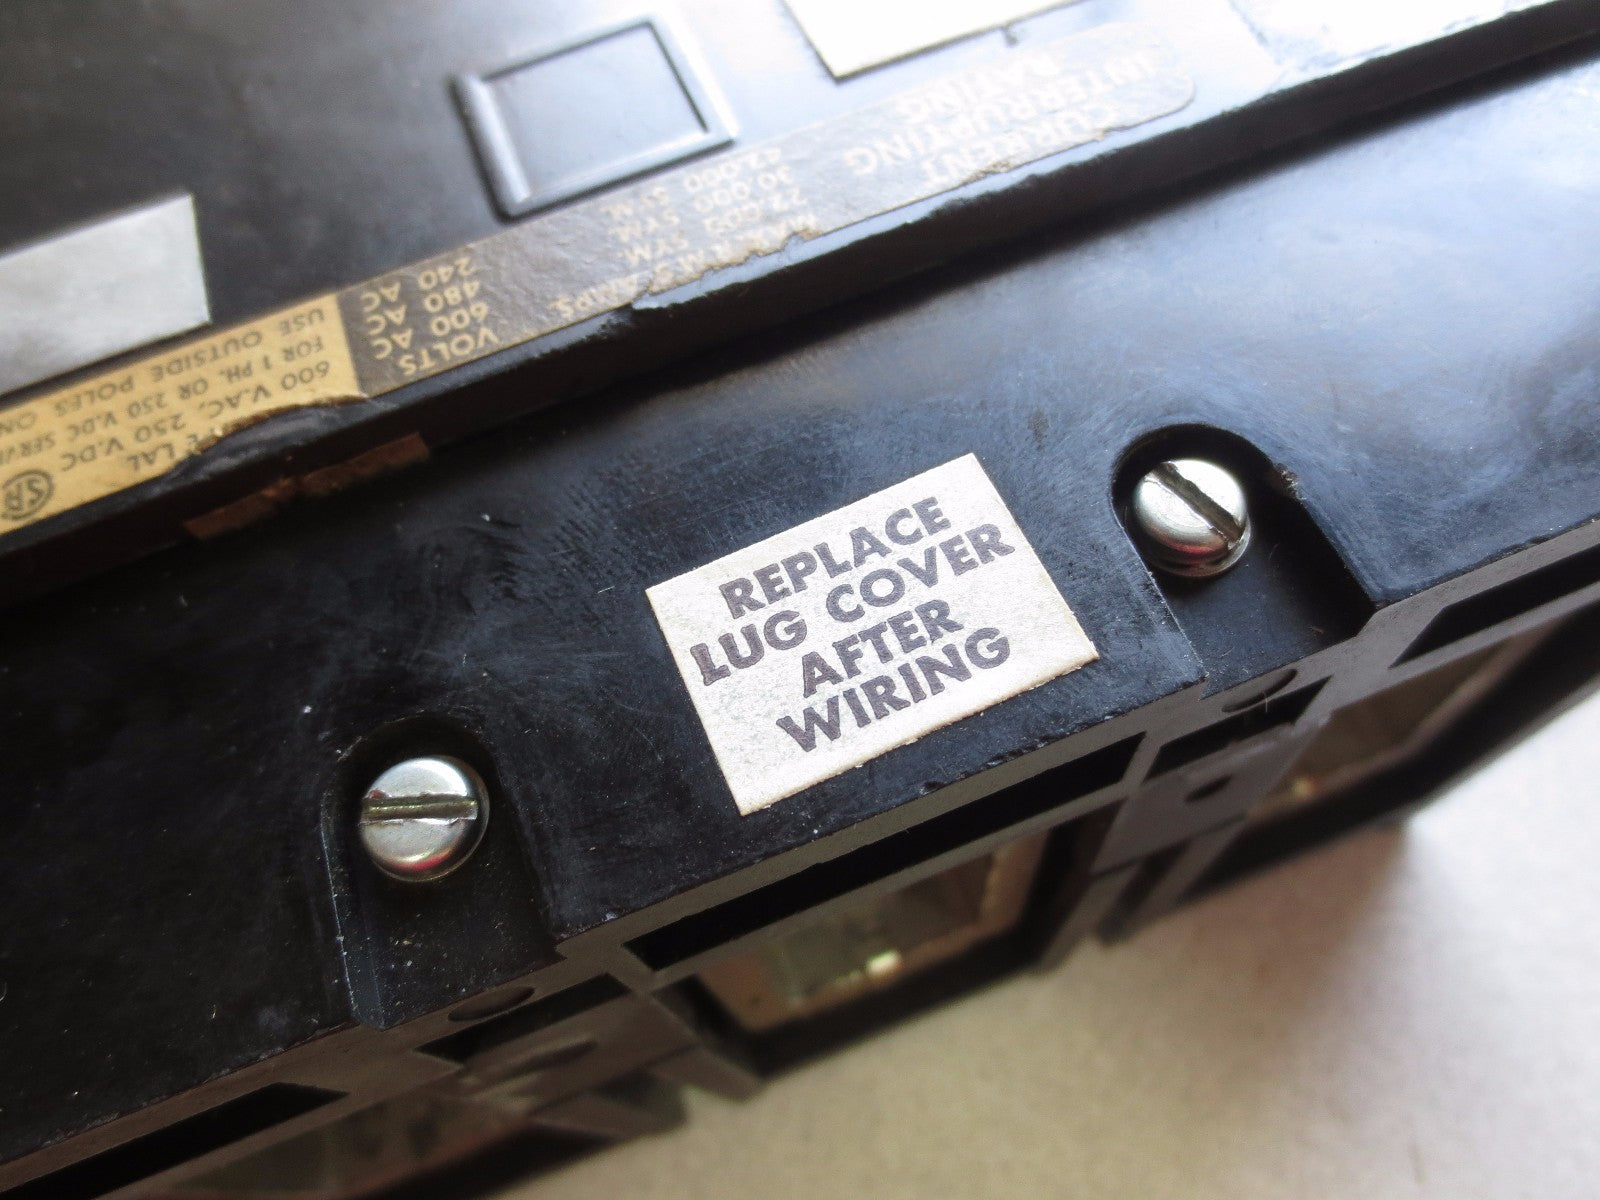 REPLACE
LUG COVER
AFTER
WIRING
CURRENT
INTERRUPTING
RATING
VOLTS MAX. R.M.S. AMPS.
600 AC 22,000 SYM.
480 AC 30,000 SYM.
240 AC 42,000 SYM.
LAL
600 V.AC, 250 V.DC
FOR 1 PH. OR 250 V.DC
USE OUTSIDE POLES